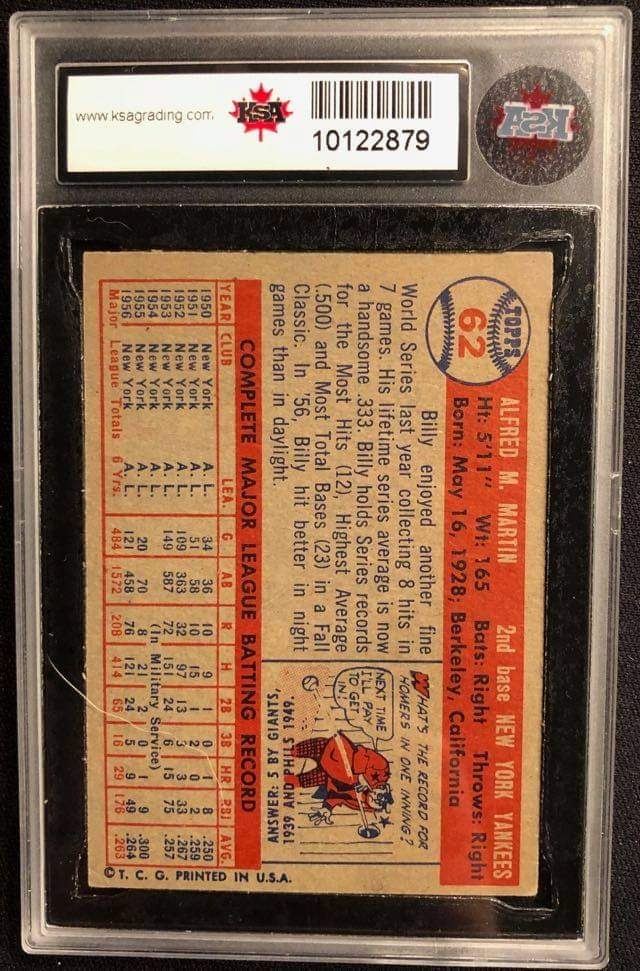 www.ksagrading.com
KSA
10122879
KSA
TOPPS
62
ALFRED M. MARTIN 2nd base NEW YORK YANKEES
Ht: 5'11" Wt: 165 Bats: Right Throws: Right
Born: May 16, 1928; Berkeley, California
Billy enjoyed another fine
World Series last year collecting 8 hits in
7 games. His lifetime series average is now
a handsome .333. Billy holds Series records
for the Most Hits (12), Highest Average
(.500) and Most Total Bases (23) in a Fall
Classic. In '56, Billy hit better in night
games than in daylight.
WHAT'S THE RECORD FOR
HOMERS IN ONE INNING?
NEXT TIME
I'LL PAY
TO GET
IN!
ANSWER: 5 BY GIANTS,
1939 AND PHILS 1949.
COMPLETE MAJOR LEAGUE BATTING RECORD
YEAR CLUB LEA. G AB R H 2B 3B HR RBI AVG.
1950 New York A. L. 34 36 10 9 1 0 1 8 .250
1951 New York A. L. 51 58 10 15 1 2 0 2 .259
1952 New York A. L. 109 363 32 97 13 3 3 33 .267
1953 New York A. L. 149 587 72 151 24 6 15 75 .257
1954 New York A. L. (In Military Service)
1955 New York A. L. 20 70 8 21 2 0 1 9 .300
1956 New York A. L. 121 458 76 121 24 5 9 49 .264
Major League Totals 6 Yrs. 484 1572 208 414 65 16 29 176 .263
© T. C. G. PRINTED IN U.S.A.